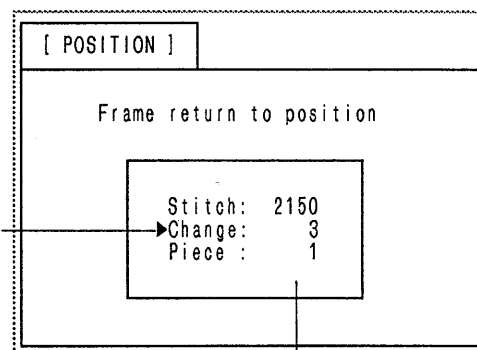 [ POSITION ]
Frame return to position
Stitch: 2150
▶Change: 3
Piece : 1